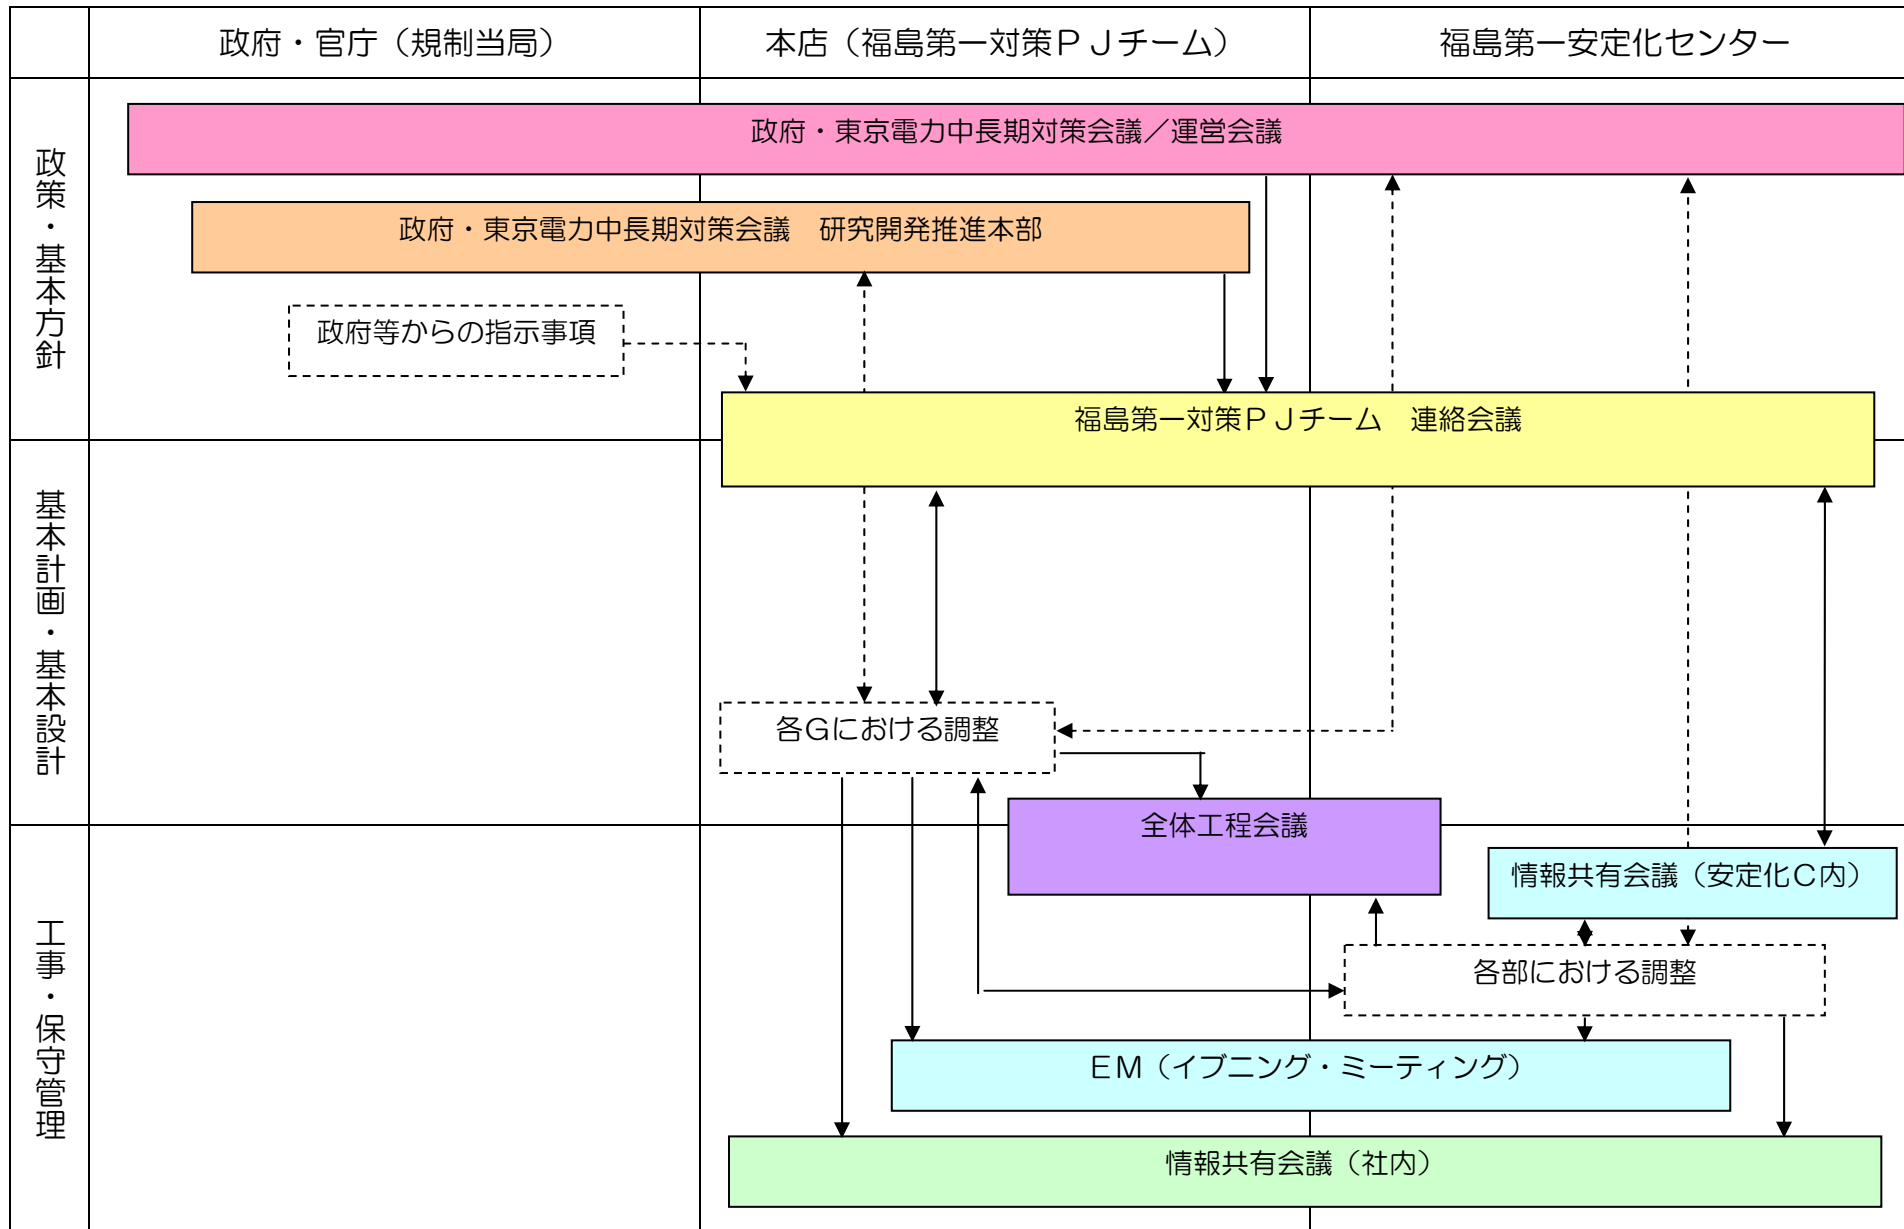 政府・官庁（規制当局）
本店（福島第一対策ＰＪチーム）
福島第一安定化センター
政策・基本方針
政府・東京電力中長期対策会議／運営会議
政府・東京電力中長期対策会議　研究開発推進本部
政府等からの指示事項
福島第一対策ＰＪチーム　連絡会議
基本計画・基本設計
各Ｇにおける調整
全体工程会議
工事・保守管理
情報共有会議（安定化Ｃ内）
各部における調整
ＥＭ（イブニング・ミーティング）
情報共有会議（社内）